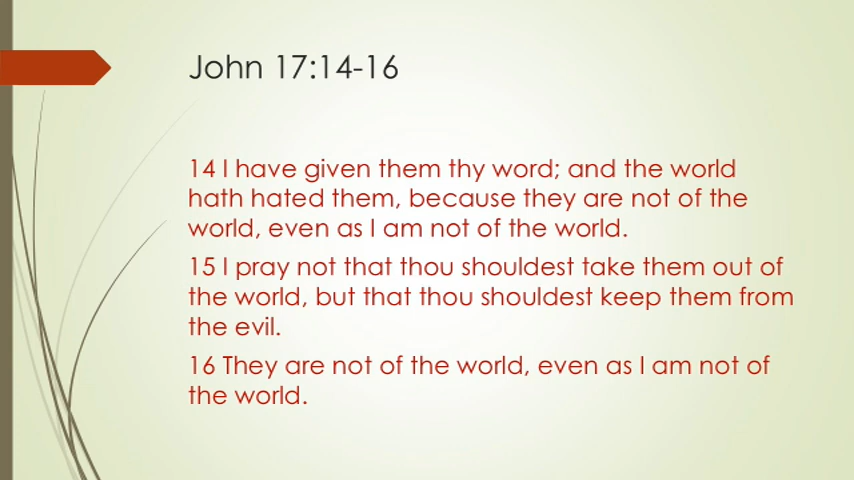 John 17:14-16
14 I have given them thy word; and the world
hath hated them, because they are not of the
world, even as I am not of the world.
15 I pray not that thou shouldest take them out of
the world, but that thou shouldest keep them from
the evil.
16 They are not of the world, even as I am not of
the world.